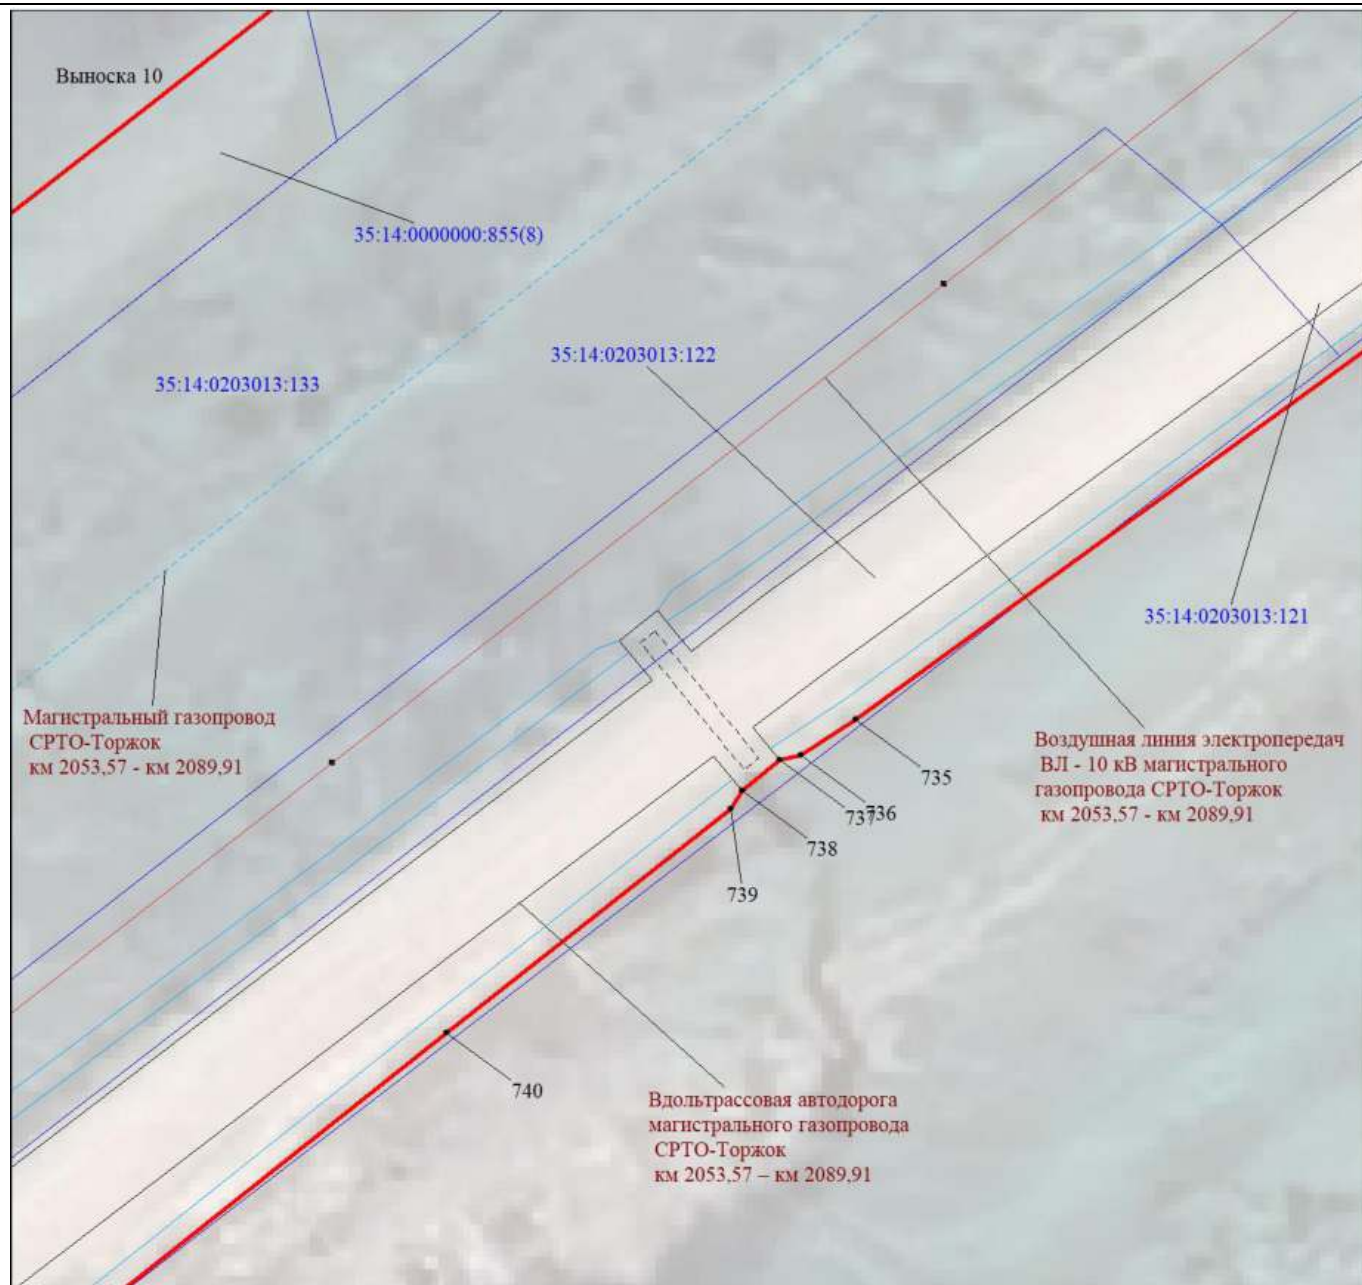 Выноска 10
35:14:0000000:855(8)
35:14:0203013:122
35:14:0203013:133
35:14:0203013:121
Магистральный газопровод
СРТО-Торжок
км 2053,57 - км 2089,91
Воздушная линия электропередач
ВЛ - 10 кВ магистрального
газопровода СРТО-Торжок
км 2053,57 - км 2089,91
735
736
737
738
739
740
Вдольтрассовая автодорога
магистрального газопровода
СРТО-Торжок
км 2053,57 – км 2089,91